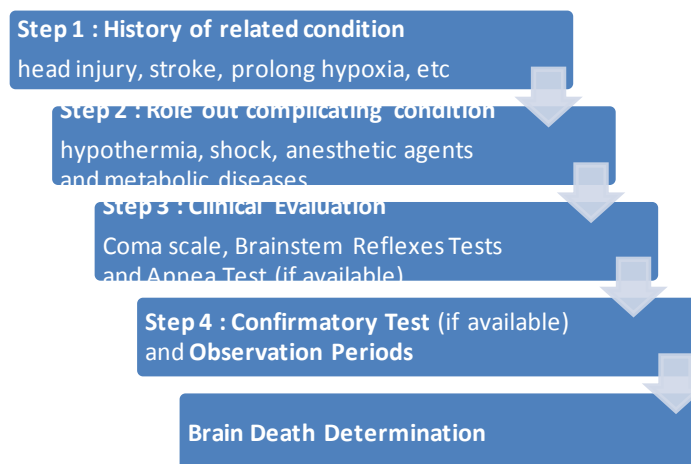 Step 1 : History of related condition
head injury, stroke, prolong hypoxia, etc
Step 2 : Role out complicating condition
hypothermia, shock, anesthetic agents
and metabolic diseases
Step 3 : Clinical Evaluation
Coma scale, Brainstem Reflexes Tests
and Apnea Test (if available)
Step 4 : Confirmatory Test (if available)
and Observation Periods
Brain Death Determination